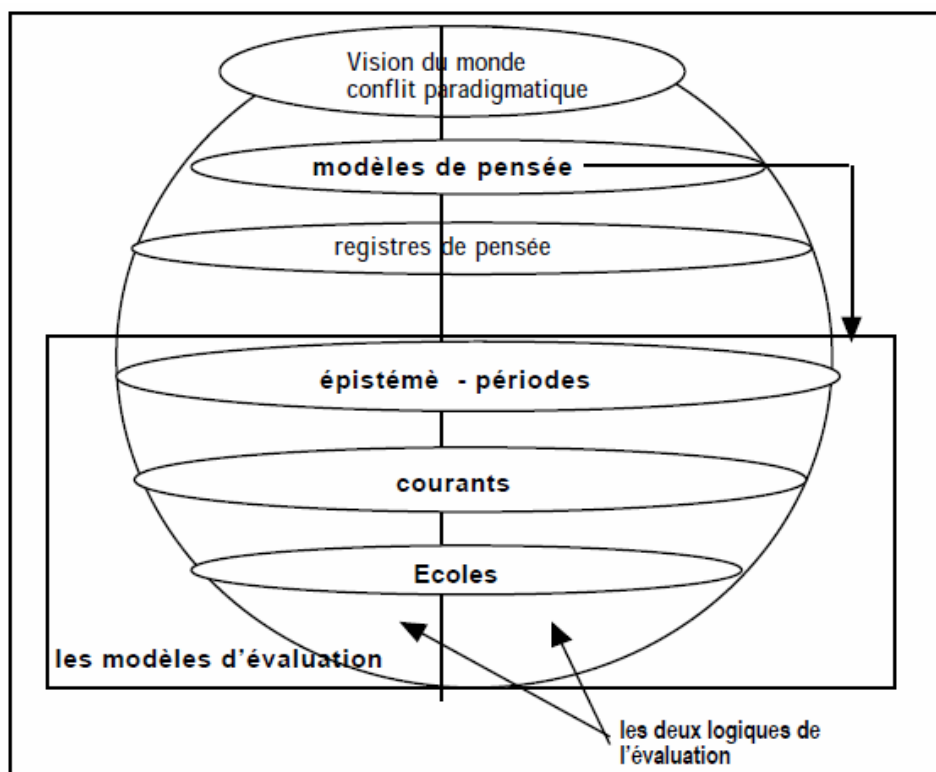 Vision du monde
conflit paradigmatique
modèles de pensée
registres de pensée
épistémè - périodes
courants
Ecoles
les modèles d'évaluation
les deux logiques de
l'évaluation